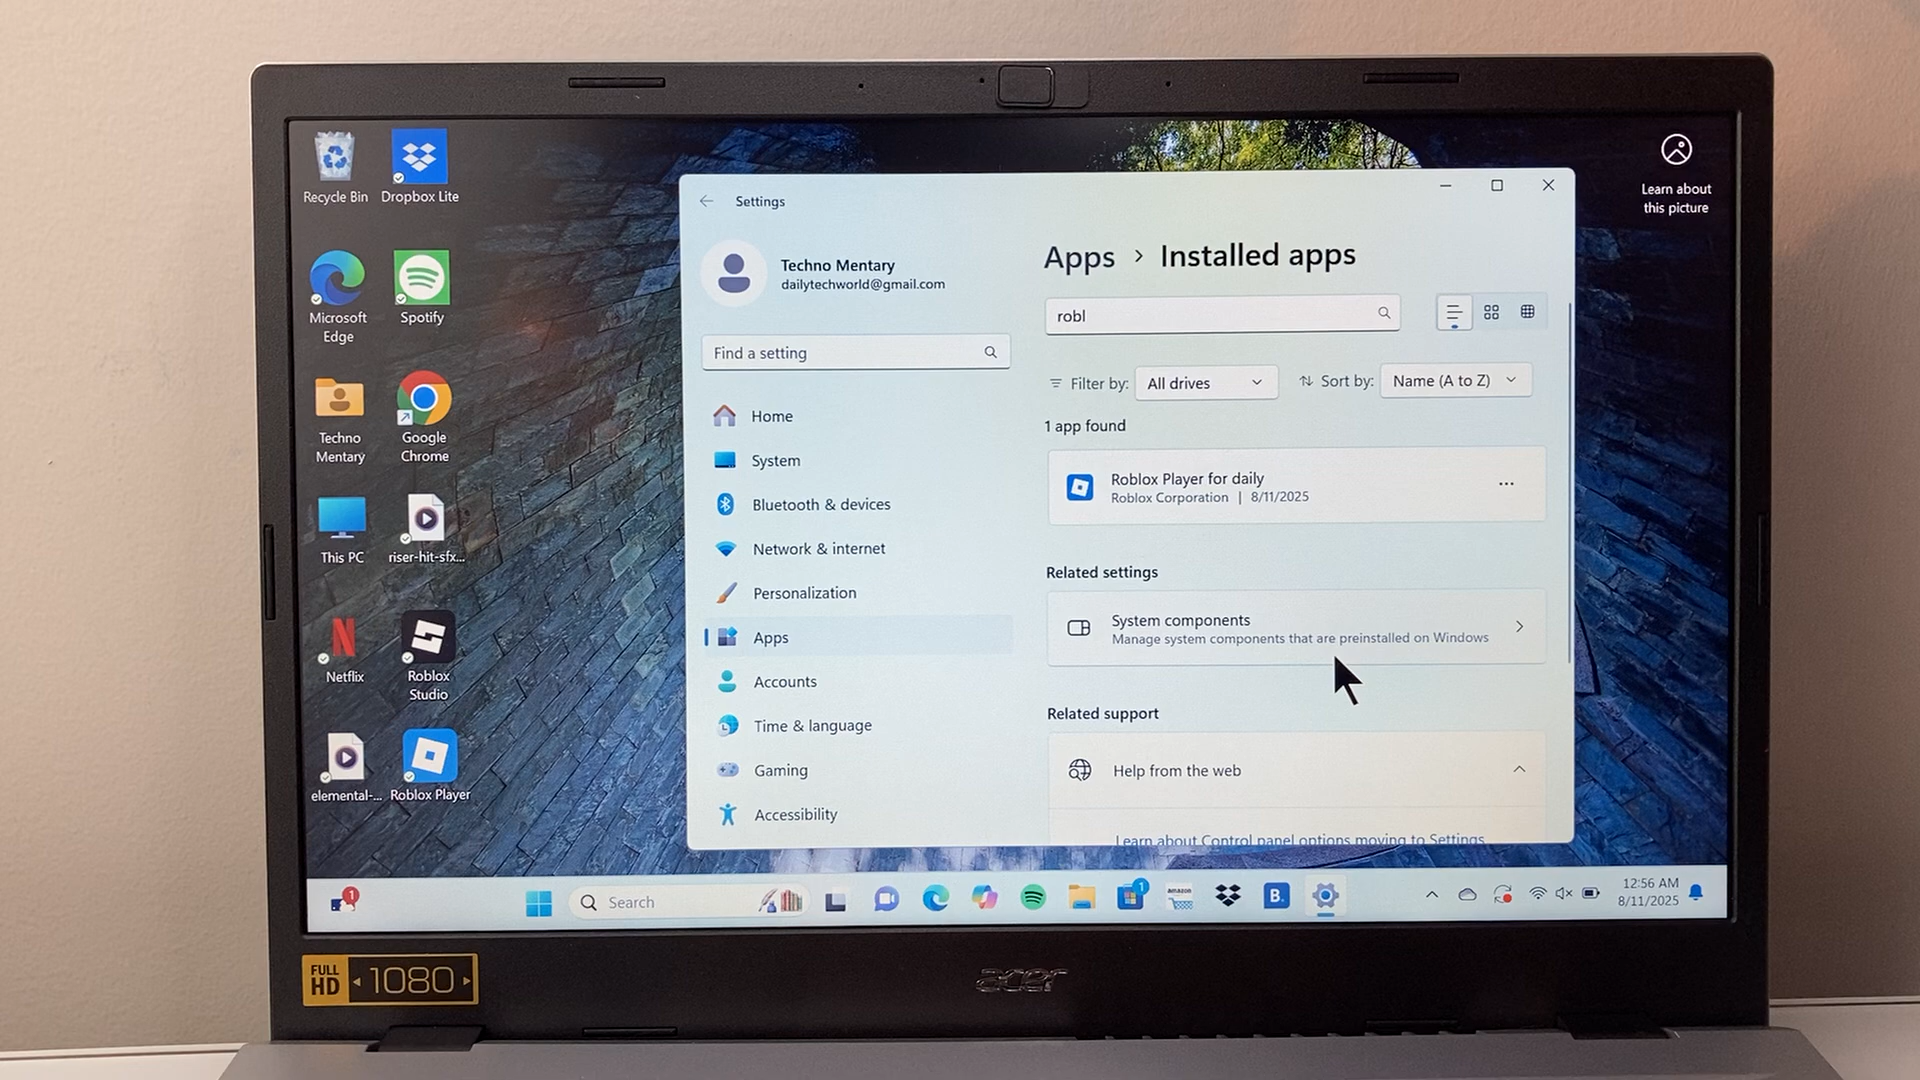 Recycle Bin
Dropbox Lite
Microsoft
Edge
Spotify
Techno
Mentary
Google
Chrome
This PC
riser-hit-sfx...
Netflix
Roblox
Studio
elemental-...
Roblox Player
Learn about
this picture
Settings
Techno Mentary
dailytechworld@gmail.com
Find a setting
Home
System
Bluetooth & devices
Network & internet
Personalization
Apps
Accounts
Time & language
Gaming
Accessibility
Apps > Installed apps
robl
Filter by:
All drives
Sort by:
Name (A to Z)
1 app found
Roblox Player for daily
Roblox Corporation | 8/11/2025
Related settings
System components
Manage system components that are preinstalled on Windows
Related support
Help from the web
Learn about Control panel options moving to Settings
1
Search
1
amazon
B.
12:56 AM
8/11/2025
FULL
HD
1080
acer